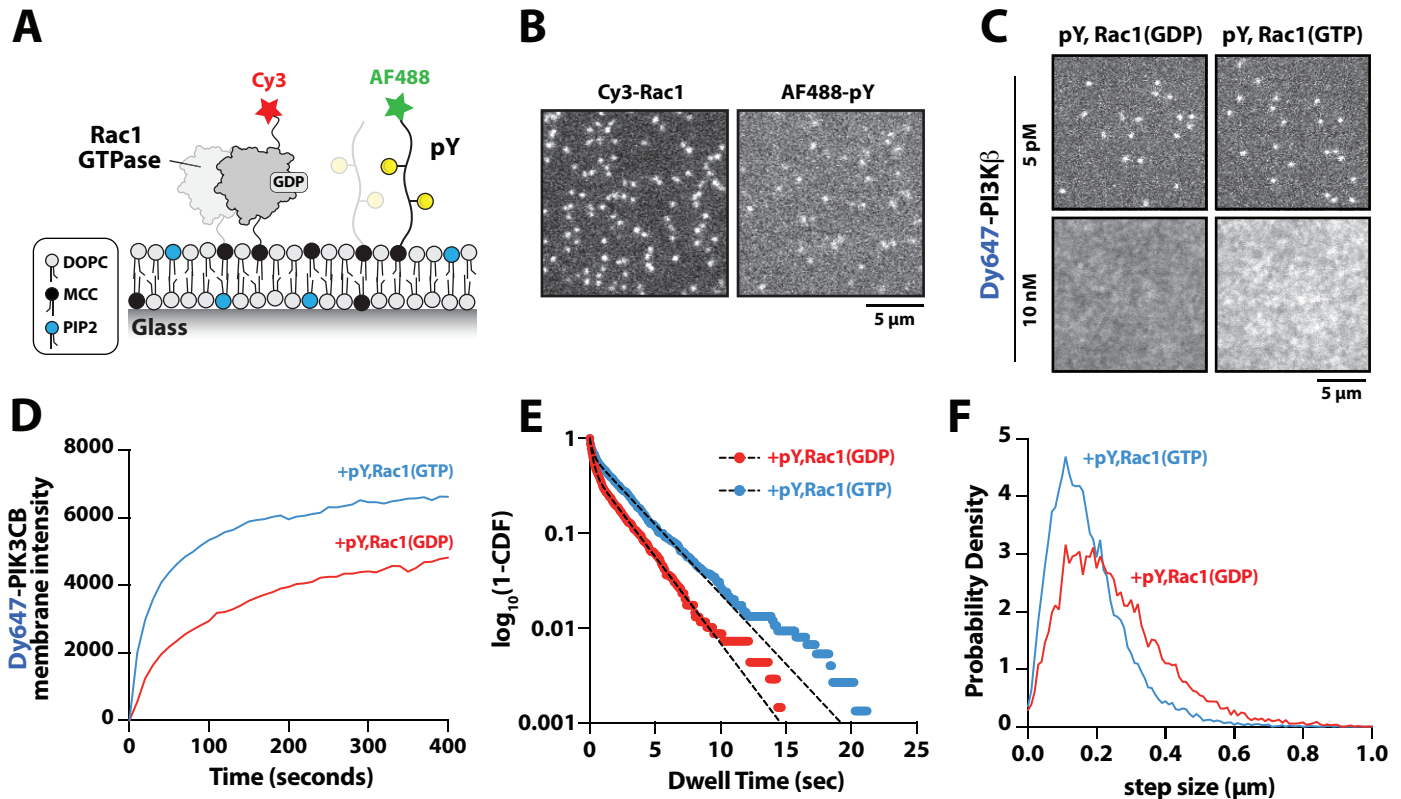 A
Cy3
AF488
Rac1
GTPase
pY
GDP
DOPC
MCC
PIP2
Glass
B
Cy3-Rac1
AF488-pY
5 µm
C
pY, Rac1(GDP)
pY, Rac1(GTP)
Dy647-PI3Kβ
5 pM
10 nM
5 µm
D
Dy647-PIK3CB
membrane intensity
8000
6000
4000
2000
0
+pY,Rac1(GTP)
+pY,Rac1(GDP)
0
100
200
300
400
Time (seconds)
E
log10(1-CDF)
1
0.1
0.01
0.001
+pY,Rac1(GDP)
+pY,Rac1(GTP)
0
5
10
15
20
25
Dwell Time (sec)
F
Probability Density
5
4
3
2
1
0
+pY,Rac1(GTP)
+pY,Rac1(GDP)
0.0
0.2
0.4
0.6
0.8
1.0
step size (µm)